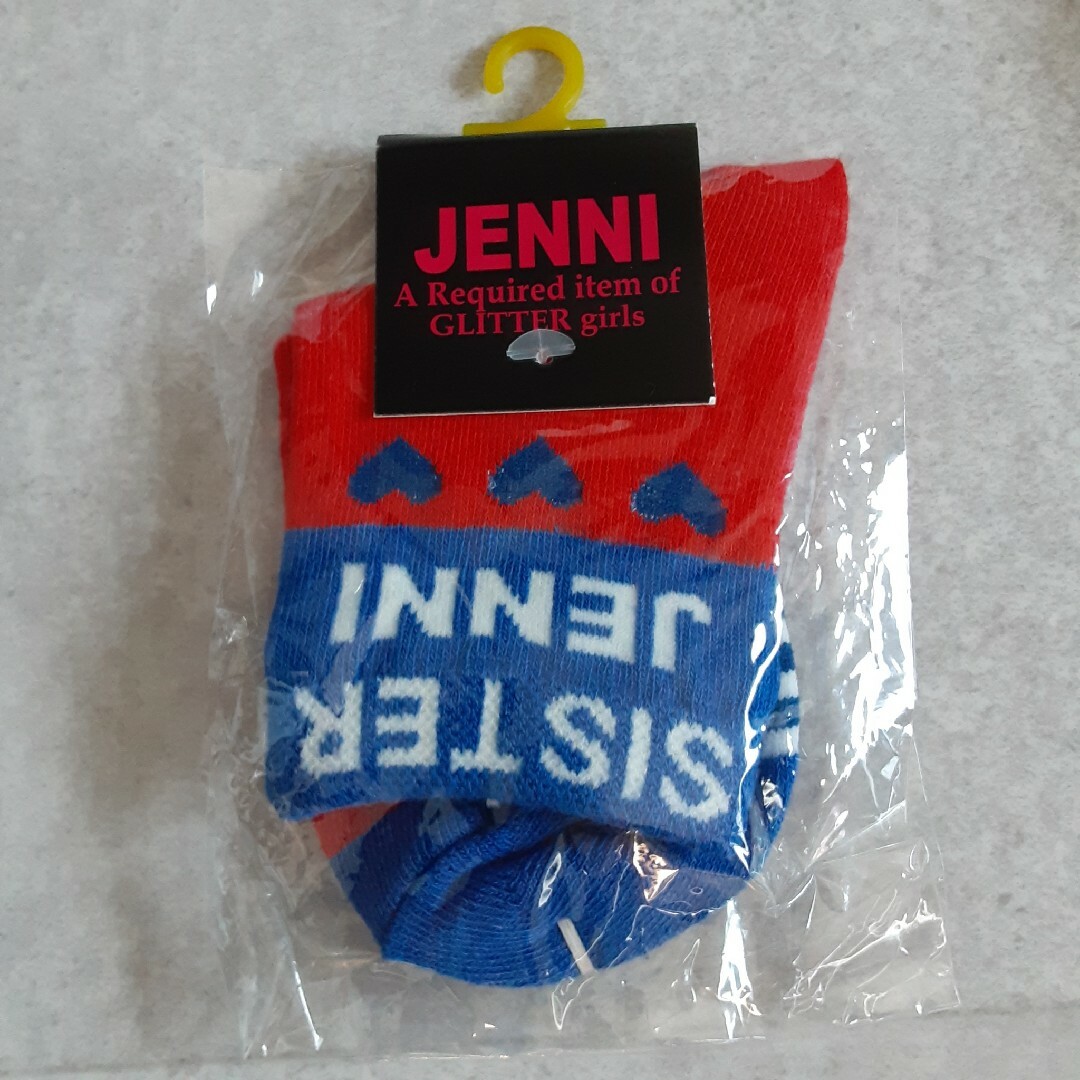 JENNI
A Required item of
GLITTER girls
SISTER
JENNI